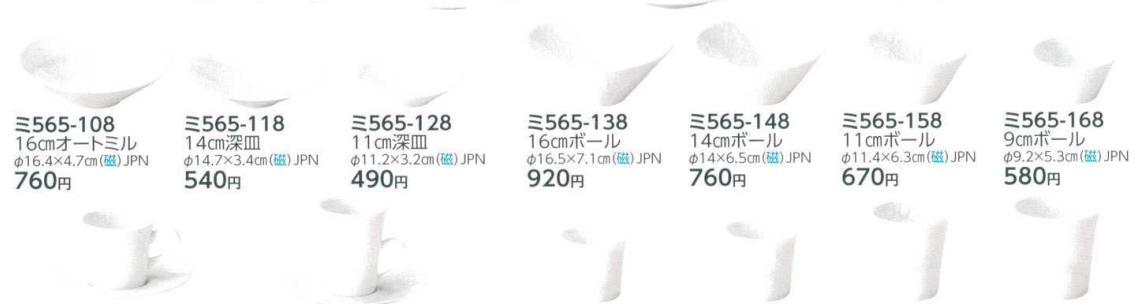 ミ565-108
16cmオートミル
φ16.4×4.7cm(磁)JPN
760円
ミ565-118
14cm深皿
φ14.7×3.4cm(磁)JPN
540円
ミ565-128
11cm深皿
φ11.2×3.2cm(磁)JPN
490円
ミ565-138
16cmボール
φ16.5×7.1cm(磁)JPN
920円
ミ565-148
14cmボール
φ14×6.5cm(磁)JPN
760円
ミ565-158
11cmボール
φ11.4×6.3cm(磁)JPN
670円
ミ565-168
9cmボール
φ9.2×5.3cm(磁)JPN
580円